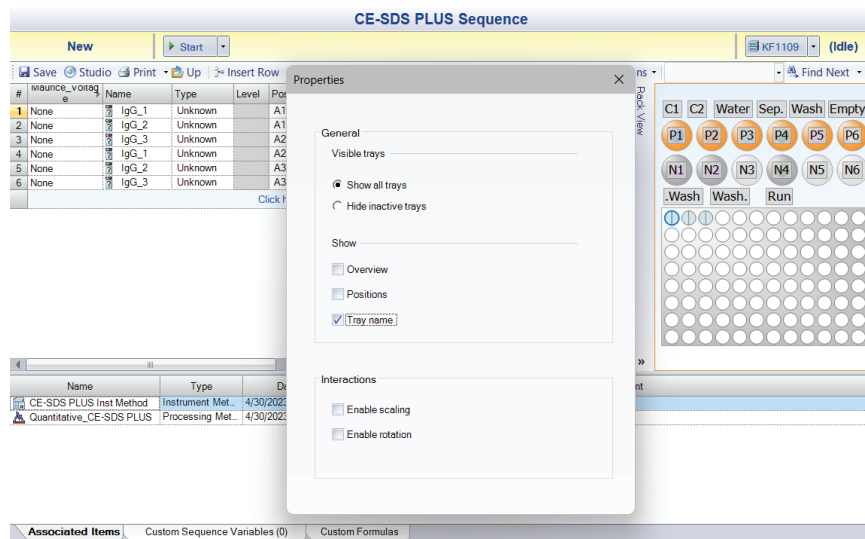 CE-SDS PLUS Sequence
New Start KF1109 (Idle)
Save Studio Print Up Insert Row Find Next
# Maurice_Voltag e Name Type Level Pos
1 None IgG_1 Unknown A1
2 None IgG_2 Unknown A1
3 None IgG_3 Unknown A2
4 None IgG_1 Unknown A2
5 None IgG_2 Unknown A3
6 None IgG_3 Unknown A3
Click h
Properties
General
Visible trays
Show all trays
Hide inactive trays
Show
Overview
Positions
Tray name
Interactions
Enable scaling
Enable rotation
ns
Rack View
C1 C2 Water Sep. Wash Empty
P1 P2 P3 P4 P5 P6
N1 N2 N3 N4 N5 N6
.Wash Wash. Run
»
Name Type Da nt
CE-SDS PLUS Inst Method Instrument Met... 4/30/2023
Quantitative_CE-SDS PLUS Processing Met... 4/30/2023
Associated Items Custom Sequence Variables (0) Custom Formulas